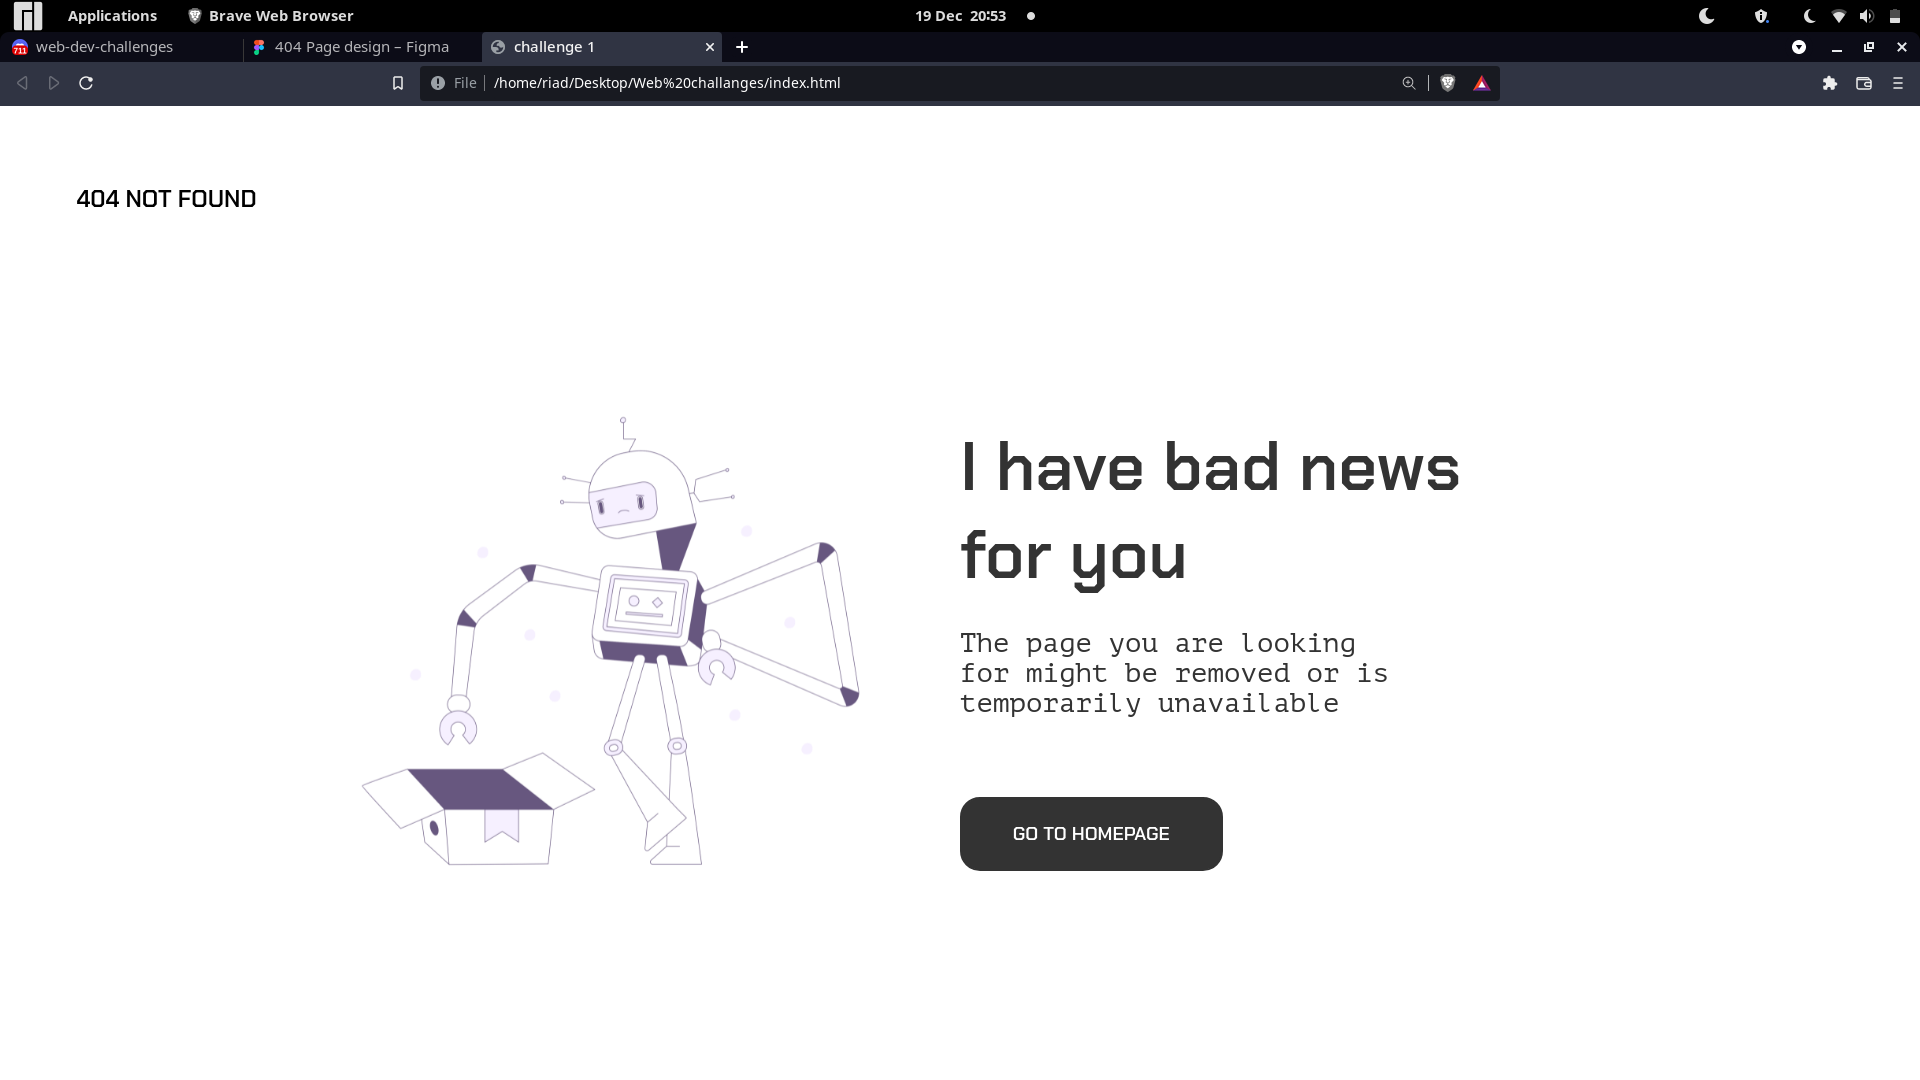 Applications Brave Web Browser 19 Dec 20:53
711 web-dev-challenges 404 Page design – Figma challenge 1
File /home/riad/Desktop/Web%20challanges/index.html
404 NOT FOUND
I have bad news
for you
The page you are looking
for might be removed or is
temporarily unavailable
GO TO HOMEPAGE